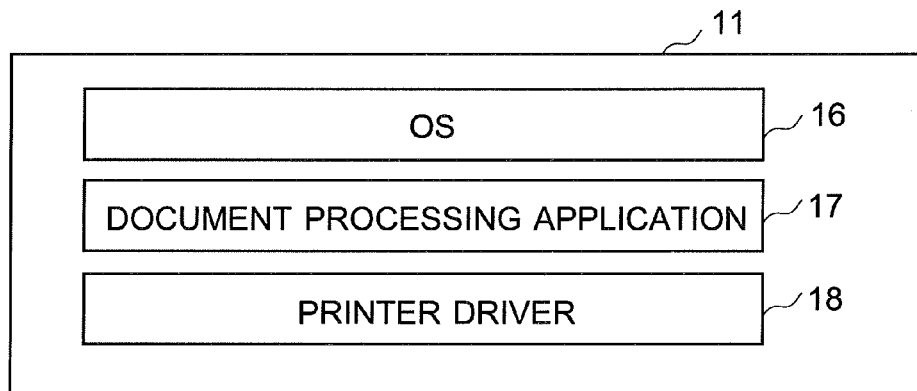 11
OS 16
DOCUMENT PROCESSING APPLICATION 17
PRINTER DRIVER 18